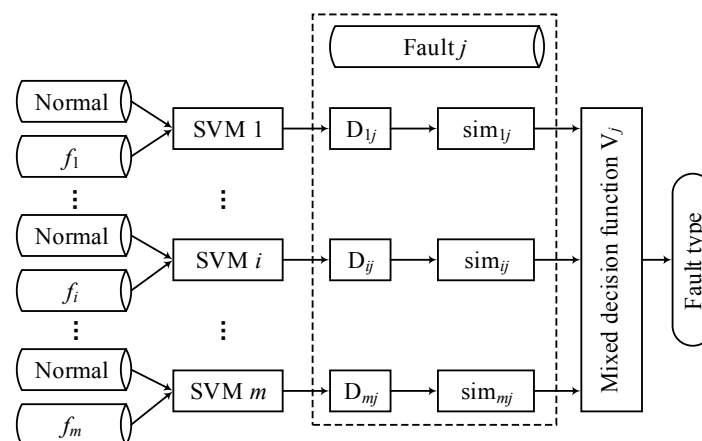 Fault j
Normal
f₁
SVM 1
D₁ⱼ
sim₁ⱼ
⋮
⋮
Normal
fᵢ
SVM i
Dᵢⱼ
simᵢⱼ
⋮
⋮
Normal
fₘ
SVM m
Dₘⱼ
simₘⱼ
Mixed decision function Vⱼ
Fault type